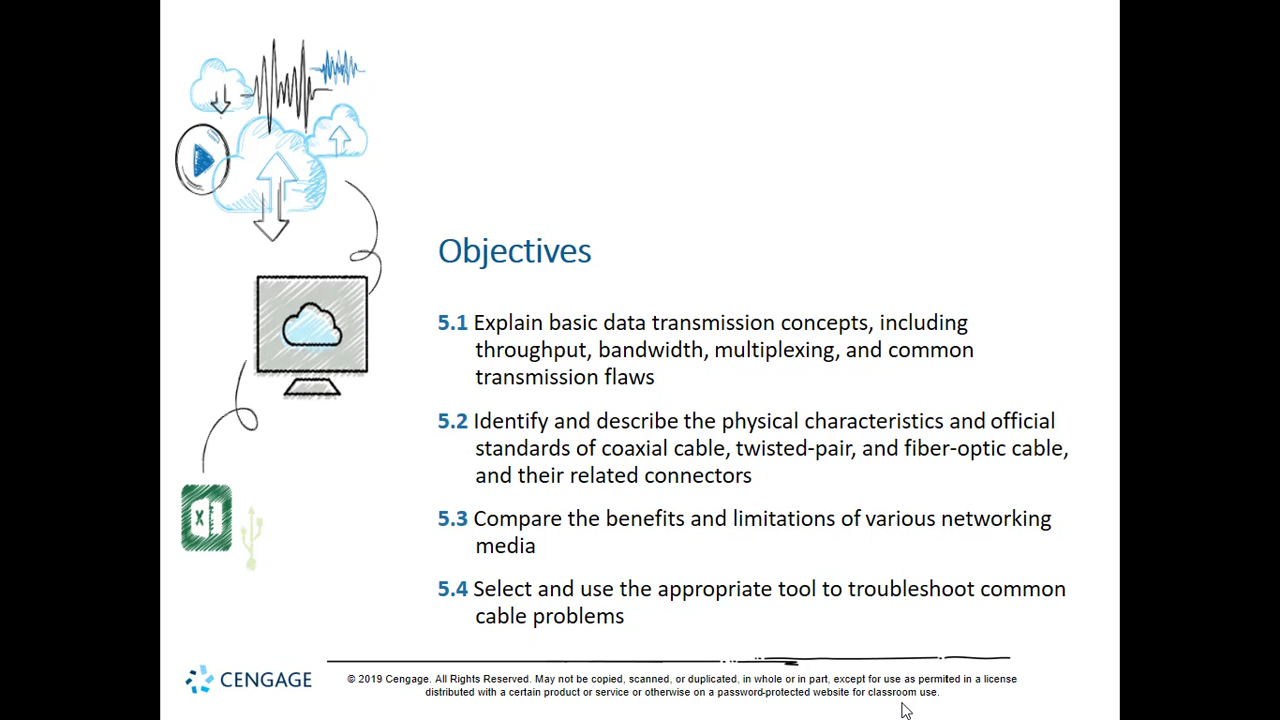 Objectives
5.1 Explain basic data transmission concepts, including
throughput, bandwidth, multiplexing, and common
transmission flaws
5.2 Identify and describe the physical characteristics and official
standards of coaxial cable, twisted-pair, and fiber-optic cable,
and their related connectors
5.3 Compare the benefits and limitations of various networking
media
5.4 Select and use the appropriate tool to troubleshoot common
cable problems
X
CENGAGE
© 2019 Cengage. All Rights Reserved. May not be copied, scanned, or duplicated, in whole or in part, except for use as permitted in a license
distributed with a certain product or service or otherwise on a password-protected website for classroom use.